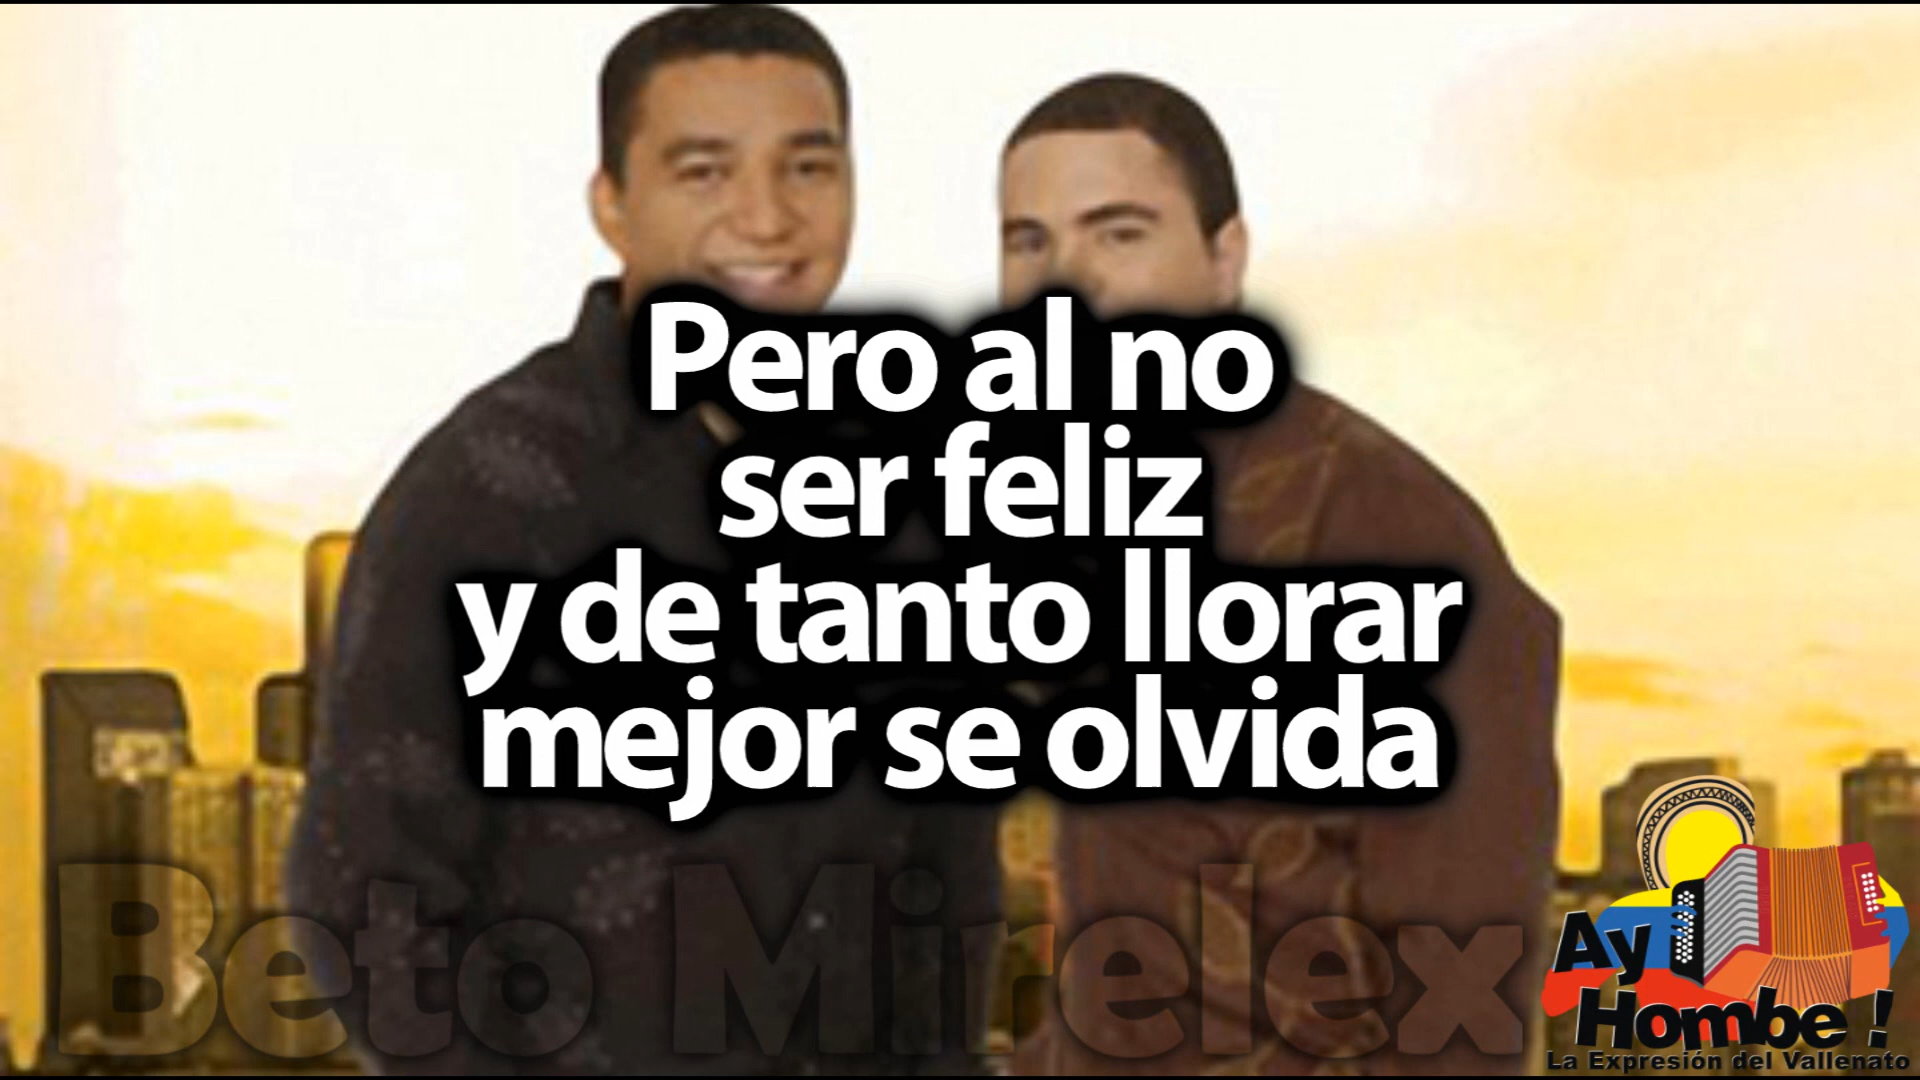 Pero al no
ser feliz
y de tanto llorar
mejor se olvida
Beto Mirelex
Ay
Hombe !
La Expresión del Vallenato